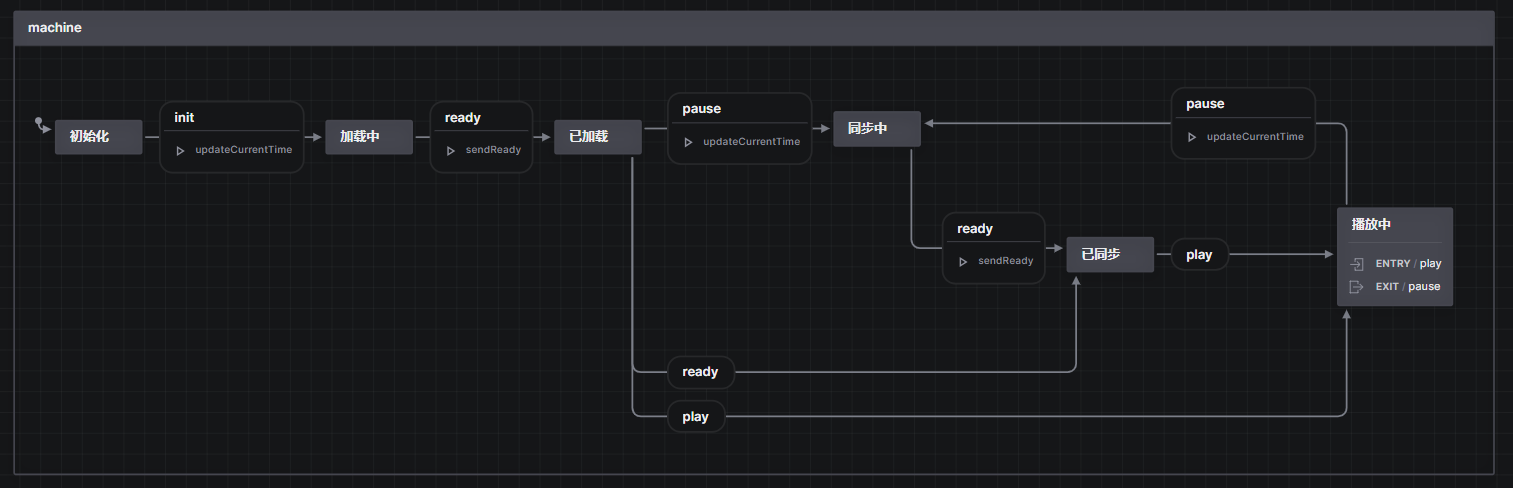 machine
初始化
init
updateCurrentTime
加载中
ready
sendReady
已加载
pause
updateCurrentTime
同步中
pause
updateCurrentTime
ready
sendReady
已同步
play
播放中
ENTRY / play
EXIT / pause
ready
play